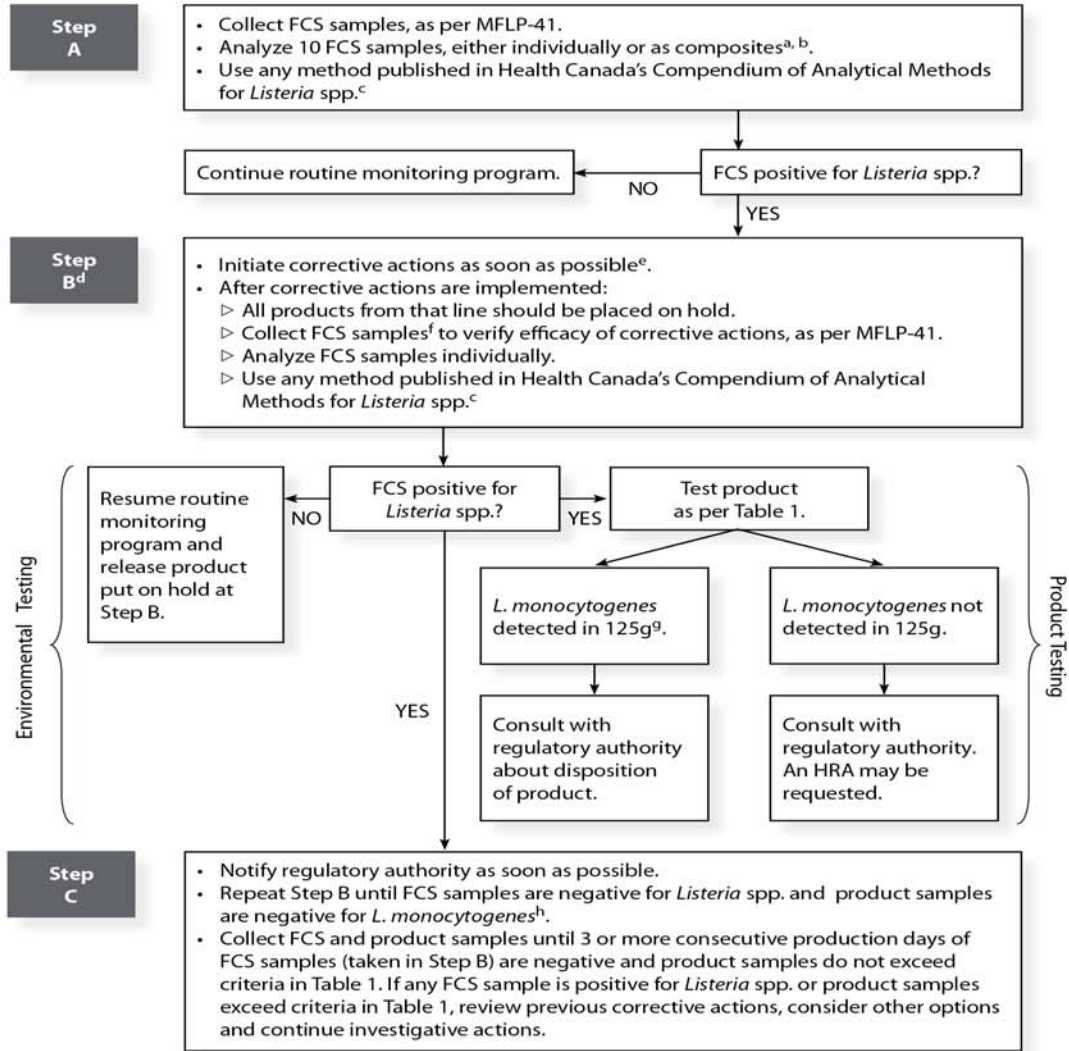 Step
A
• Collect FCS samples, as per MFLP-41.
• Analyze 10 FCS samples, either individually or as composites^a, b.
• Use any method published in Health Canada's Compendium of Analytical Methods
for Listeria spp.^c
Continue routine monitoring program.
NO
FCS positive for Listeria spp.?
YES
Step
B^d
• Initiate corrective actions as soon as possible^e.
• After corrective actions are implemented:
▷ All products from that line should be placed on hold.
▷ Collect FCS samples^f to verify efficacy of corrective actions, as per MFLP-41.
▷ Analyze FCS samples individually.
▷ Use any method published in Health Canada's Compendium of Analytical
Methods for Listeria spp.^c
Environmental Testing
Resume routine
monitoring
program and
release product
put on hold at
Step B.
NO
FCS positive for
Listeria spp.?
YES
Test product
as per Table 1.
L. monocytogenes
detected in 125g^g.
L. monocytogenes not
detected in 125g.
Product Testing
YES
Consult with
regulatory authority
about disposition
of product.
Consult with
regulatory authority.
An HRA may be
requested.
Step
C
• Notify regulatory authority as soon as possible.
• Repeat Step B until FCS samples are negative for Listeria spp. and product samples
are negative for L. monocytogenes^h.
• Collect FCS and product samples until 3 or more consecutive production days of
FCS samples (taken in Step B) are negative and product samples do not exceed
criteria in Table 1. If any FCS sample is positive for Listeria spp. or product samples
exceed criteria in Table 1, review previous corrective actions, consider other options
and continue investigative actions.